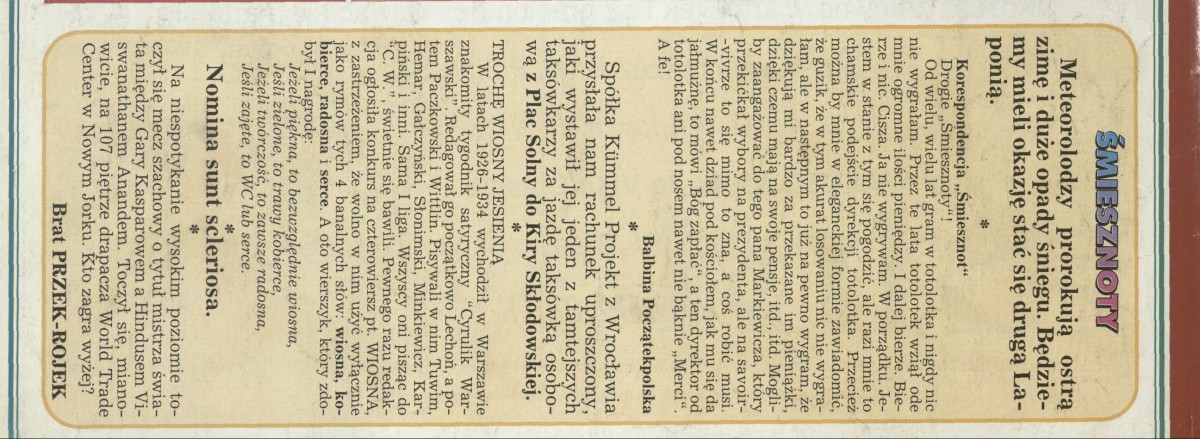 ŚMIESZNOTY
*
Meteorolodzy prorokują ostrą
zimę i duże opady śniegu. Będzie-
my mieli okazję stać się drugą La-
ponią.
*
Korespondencja „Śmiesznot”
Drogie „Śmiesznoty”!
Od wielu, wielu lat gram w totolotka i nigdy nic
nie wygrałam. Przez te lata totolotek wziął ode
mnie ogromne ilości pieniędzy. I dalej bierze. Bie-
rze i nic. Cisza. Ja nie wygrywam. W porządku. Je-
stem w stanie z tym się pogodzić, ale razi mnie to
chamskie podejście dyrekcji totolotka. Przecież
można by mnie w eleganckiej formie zawiadomić,
że guzik, że w tym akurat losowaniu nic nie wygra-
łam, ale w następnym to już na pewno wygram, że
dziękują mi bardzo za przekazane im pieniążki,
dzięki czemu mają na swoje pensje, itd., itd. Mogli-
by zaangażować do tego pana Markiewicza, który
przekićkał wybory na prezydenta, ale na savoir-
-vivrze to się mimo to zna, a coś robić musi.
W końcu nawet dziad pod kościołem, jak mu się da
jałmużnę, to mówi „Bóg zapłać”, a ten dyrektor od
totolotka ani pod nosem nawet nie bąknie „Merci”.
A fe!
Balbina Początękpolska
*
Spółka Kümmel Projekt z Wrocławia
przysłała nam rachunek uproszczony,
jaki wystawił jej jeden z tamtejszych
taksówkarzy za jazdę taksówką osobo-
wą z Plac Solny do Kiry Skłodowskiej.
*
TROCHĘ WIOSNY JESIENIĄ
W latach 1926-1934 wychodził w Warszawie
znakomity tygodnik satyryczny “Cyrulik War-
szawski”. Redagował go początkowo Lechoń, a po-
tem Paczkowski i Wittlin. Pisywali w nim Tuwim,
Hemar, Gałczyński, Słonimski, Minkiewicz, Kar-
piński i inni. Sama I liga. Wszyscy oni pisząc do
“C. W”., świetnie się bawili. Pewnego razu redak-
cja ogłosiła konkurs na czterowiersz pt. WIOSNA
z zastrzeżeniem, że wolno w nim użyć wyłącznie
jako rymów tych 4 banalnych słów: wiosna, ko-
bierce, radosna i serce. A oto wierszyk, który zdo-
był I nagrodę:
Jeżeli piękna, to bezwzględnie wiosna,
Jeśli zielone, to trawy kobierce,
Jeżeli twórczość, to zawsze radosna,
Jeśli zajęte, to WC lub serce.
*
Nomina sunt scleriosa.
*
Na niespotykanie wysokim poziomie to-
czył się mecz szachowy o tytuł mistrza świa-
ta między Gary Kasparowem a Hindusem Vi-
swanathanem Anandem. Toczył się, miano-
wicie, na 107 piętrze drapacza World Trade
Center w Nowym Jorku. Kto zagra wyżej?
Brat PRZEK-ROJEK